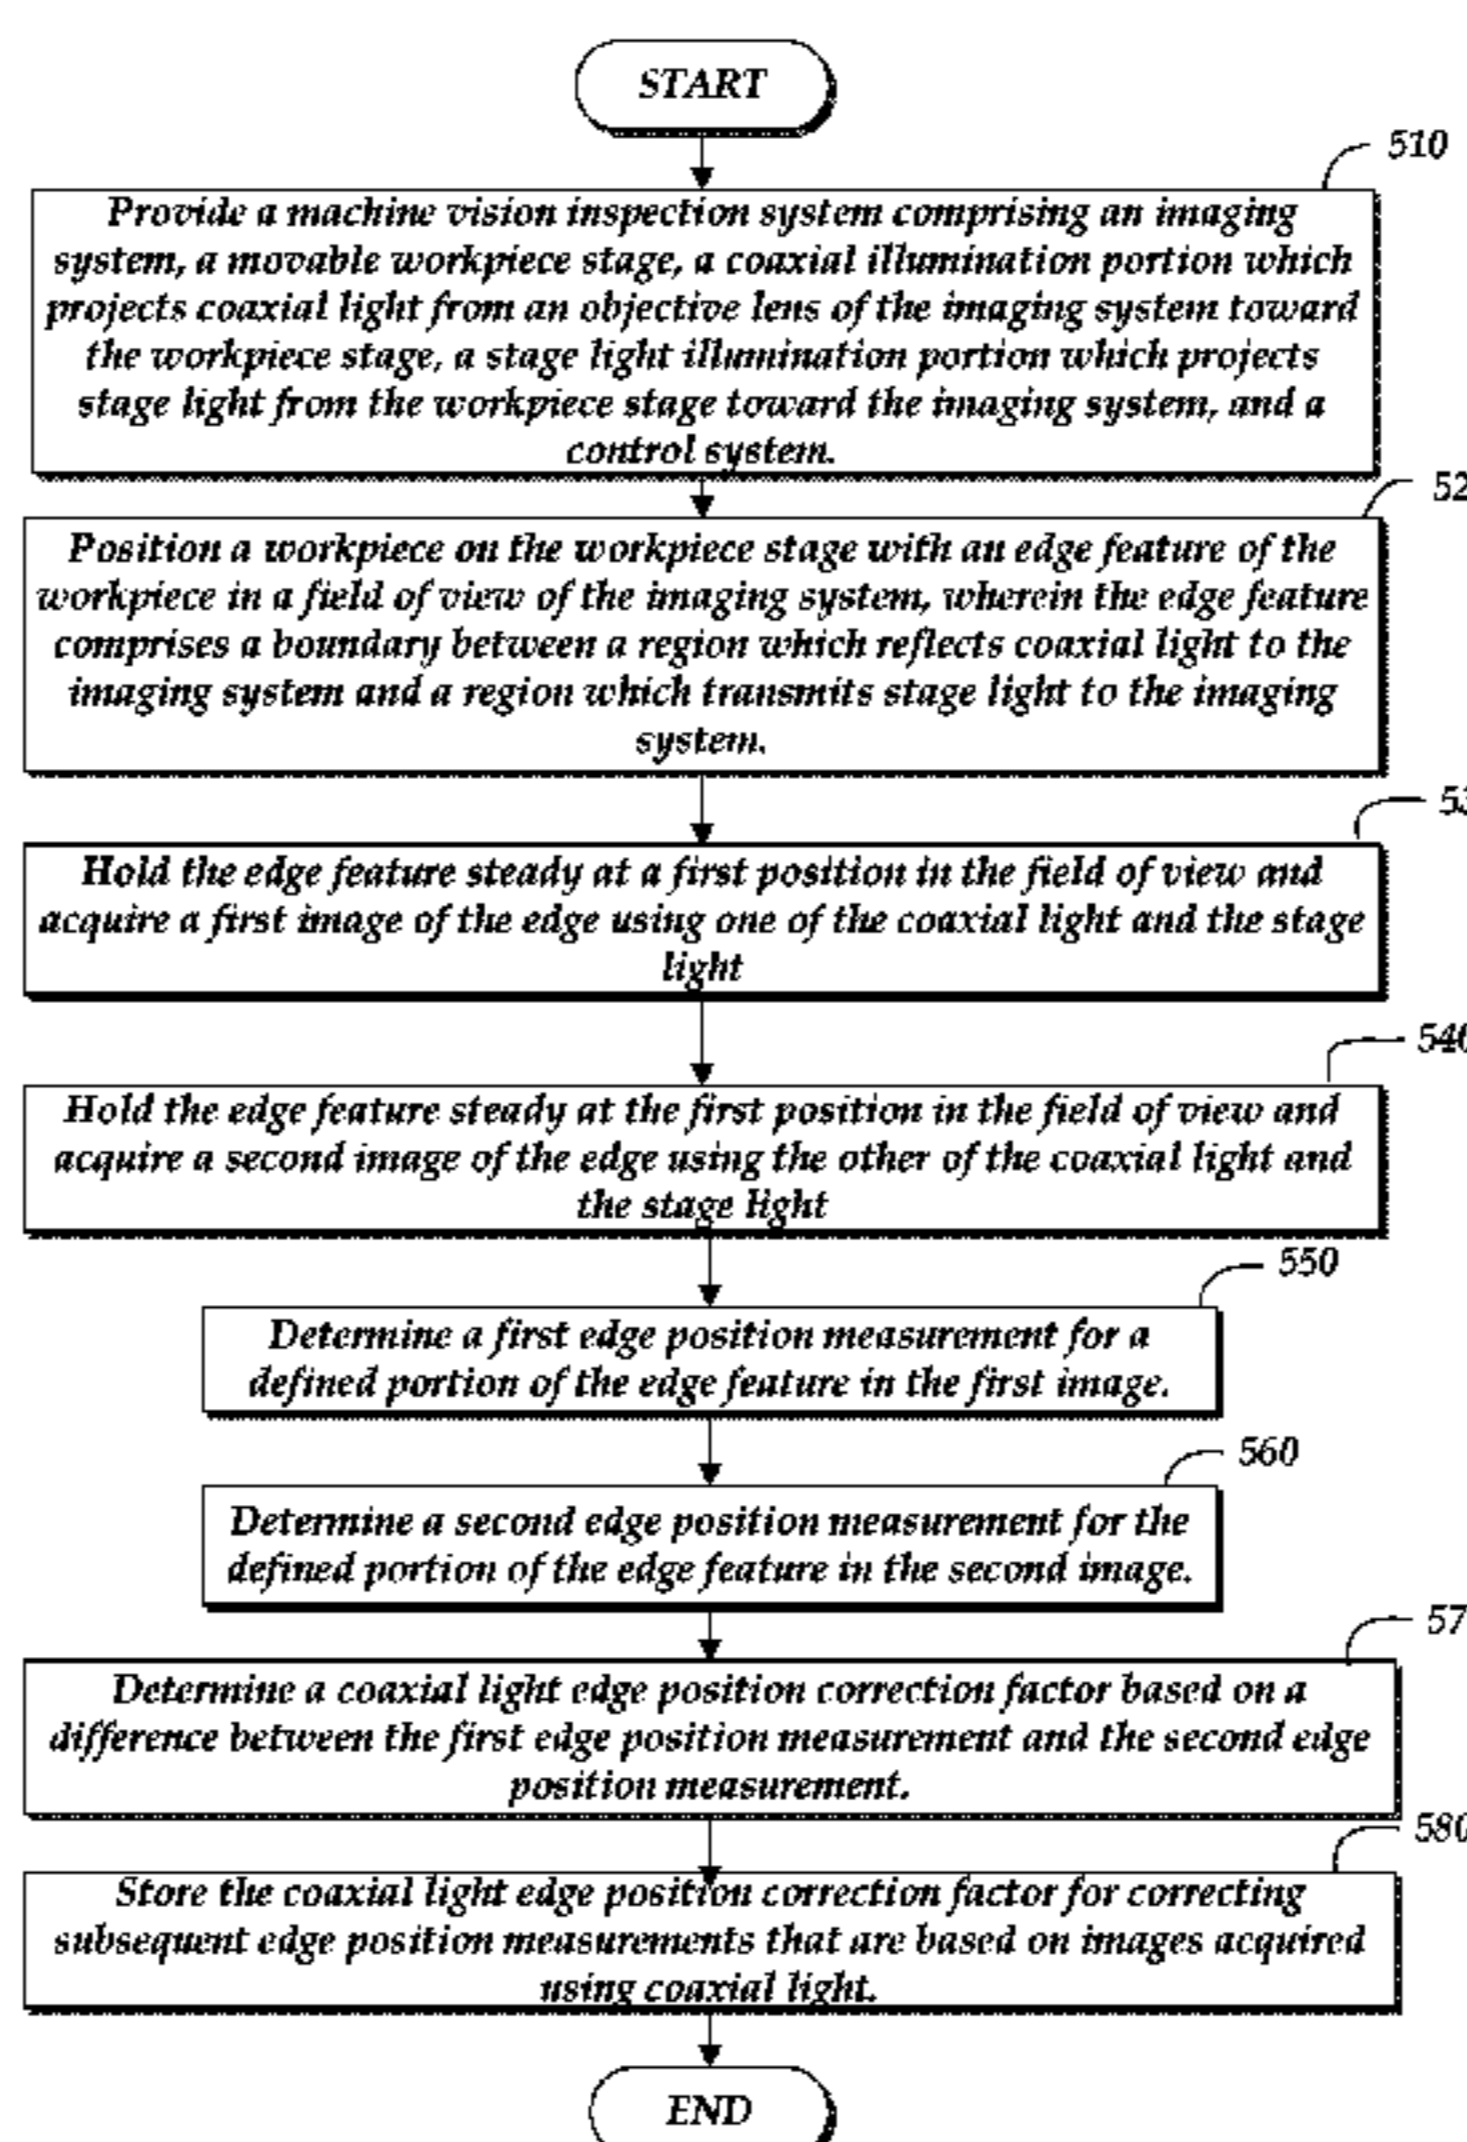 START
510
Provide a machine vision inspection system comprising an imaging
system, a movable workpiece stage, a coaxial illumination portion which
projects coaxial light from an objective lens of the imaging system toward
the workpiece stage, a stage light illumination portion which projects
stage light from the workpiece stage toward the imaging system, and a
control system.
52
Position a workpiece on the workpiece stage with an edge feature of the
workpiece in a field of view of the imaging system, wherein the edge feature
comprises a boundary between a region which reflects coaxial light to the
imaging system and a region which transmits stage light to the imaging
system.
53
Hold the edge feature steady at a first position in the field of view and
acquire a first image of the edge using one of the coaxial light and the stage
light
540
Hold the edge feature steady at the first position in the field of view and
acquire a second image of the edge using the other of the coaxial light and
the stage light
550
Determine a first edge position measurement for a
defined portion of the edge feature in the first image.
560
Determine a second edge position measurement for the
defined portion of the edge feature in the second image.
57
Determine a coaxial light edge position correction factor based on a
difference between the first edge position measurement and the second edge
position measurement.
580
Store the coaxial light edge position correction factor for correcting
subsequent edge position measurements that are based on images acquired
using coaxial light.
END